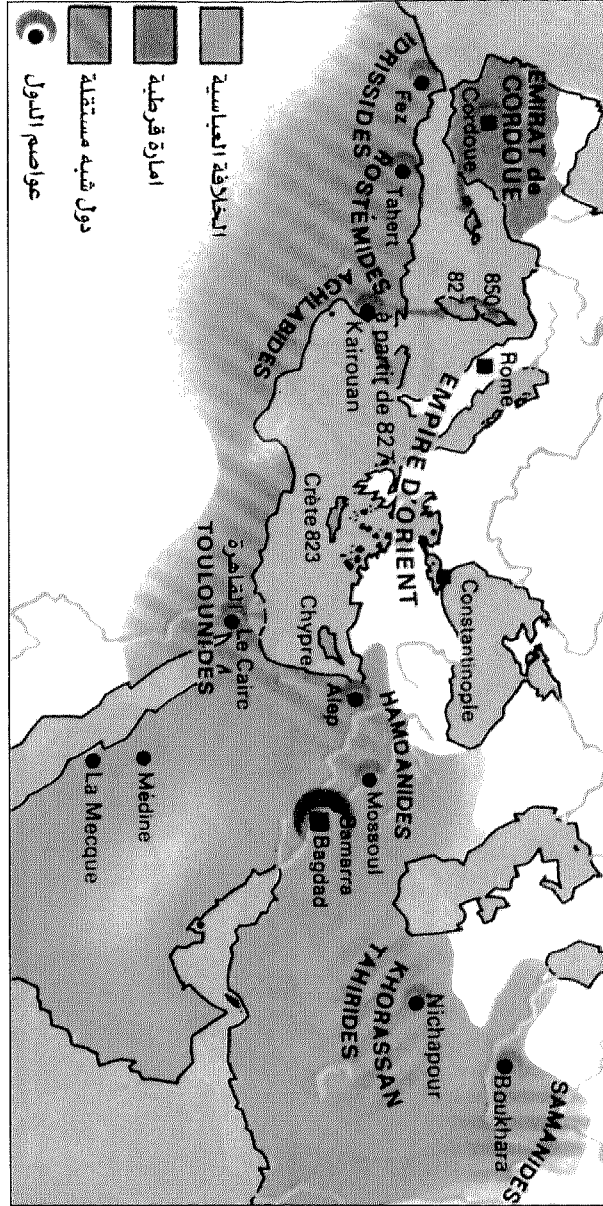 EMIRAT de
CORDOUE
Cordoue
IDRISSIDES
Fez
ROSTÉMIDES
Tahert
AGHLABIDES
à partir de 827
Kairouan
850
827
Rome
EMPIRE D'ORIENT
Constantinople
Crète 823
Chypre
TOULOUNIDES
القاهرة
Le Caire
Alep
HAMDANIDES
Mossoul
Samarra
Bagdad
Médine
La Mecque
KHORASSAN
TAHIRIDES
Nichapour
Boukhara
SAMANIDES
الخلافة العباسية
امارة قرطبة
دول شبه مستقلة
عواصم الدول